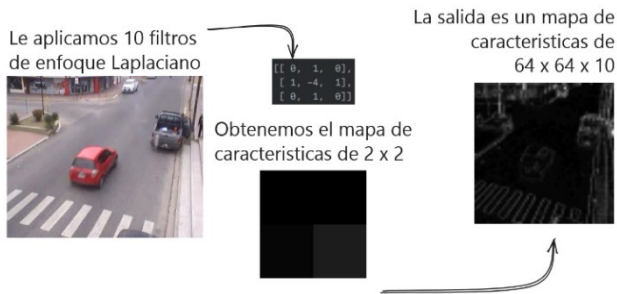 Le aplicamos 10 filtros
de enfoque Laplaciano
[[ 0, 1, 0],
[ 1, -4, 1],
[ 0, 1, 0]]
Obtenemos el mapa de
caracteristicas de 2 x 2
La salida es un mapa de
caracteristicas de
64 x 64 x 10